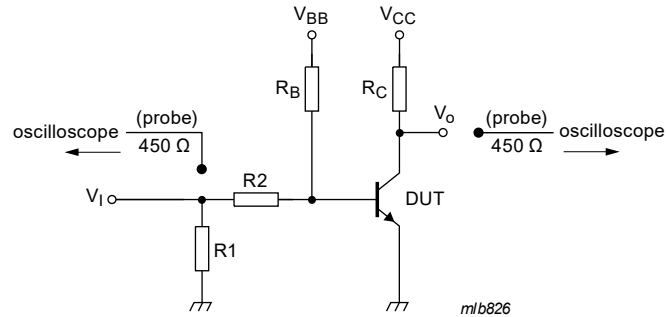 V_BB V_CC
R_B R_C
(probe) V_o (probe)
oscilloscope 450 Ω 450 Ω oscilloscope
R2
V_I DUT
R1
mlb826